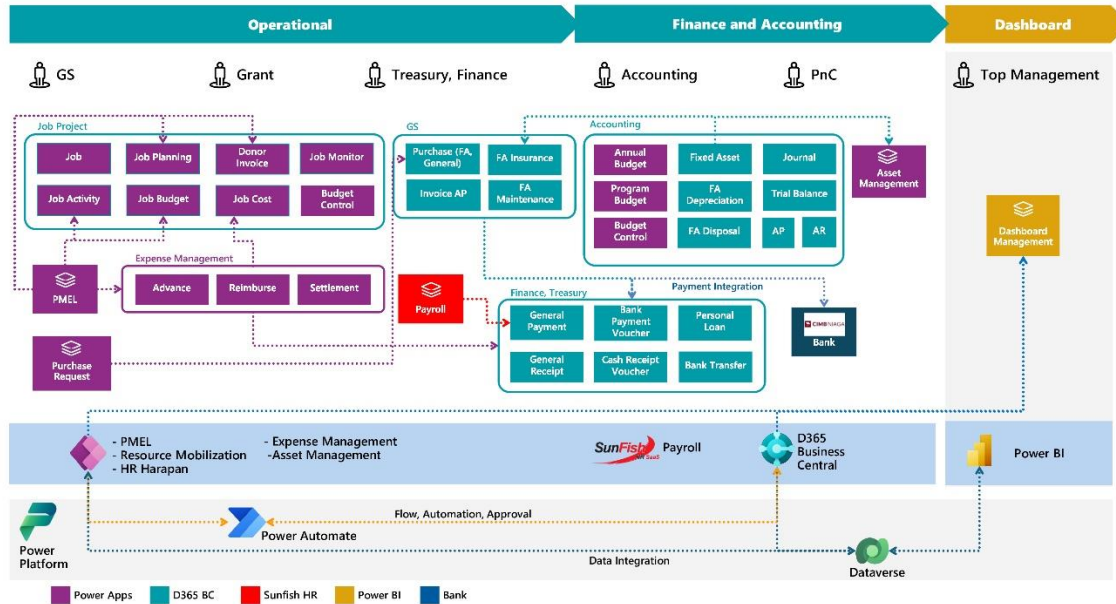 Operational
Finance and Accounting
Dashboard
GS
Grant
Treasury, Finance
Accounting
PnC
Top Management
Job Project
Job
Job Planning
Donor
Invoice
Job Monitor
Job Activity
Job Budget
Job Cost
Budget
Control
GS
Purchase (FA,
General)
FA Insurance
Invoice AP
FA
Maintenance
Accounting
Annual
Budget
Fixed Asset
Journal
Program
Budget
FA
Depreciation
Trial Balance
Budget
Control
FA Disposal
AP
AR
Asset
Management
Dashboard
Management
PMEL
Expense Management
Advance
Reimburse
Settlement
Payroll
Payment Integration
Finance, Treasury
General
Payment
Bank
Payment
Voucher
Personal
Loan
General
Receipt
Cash Receipt
Voucher
Bank Transfer
CIMB NIAGA
Bank
Purchase
Request
- PMEL
- Resource Mobilization
- HR Harapan
- Expense Management
-Asset Management
SunFish
SaaS
Payroll
D365
Business
Central
Power BI
Flow, Automation, Approval
Power Automate
Power
Platform
Data Integration
Dataverse
Power Apps
D365 BC
Sunfish HR
Power BI
Bank